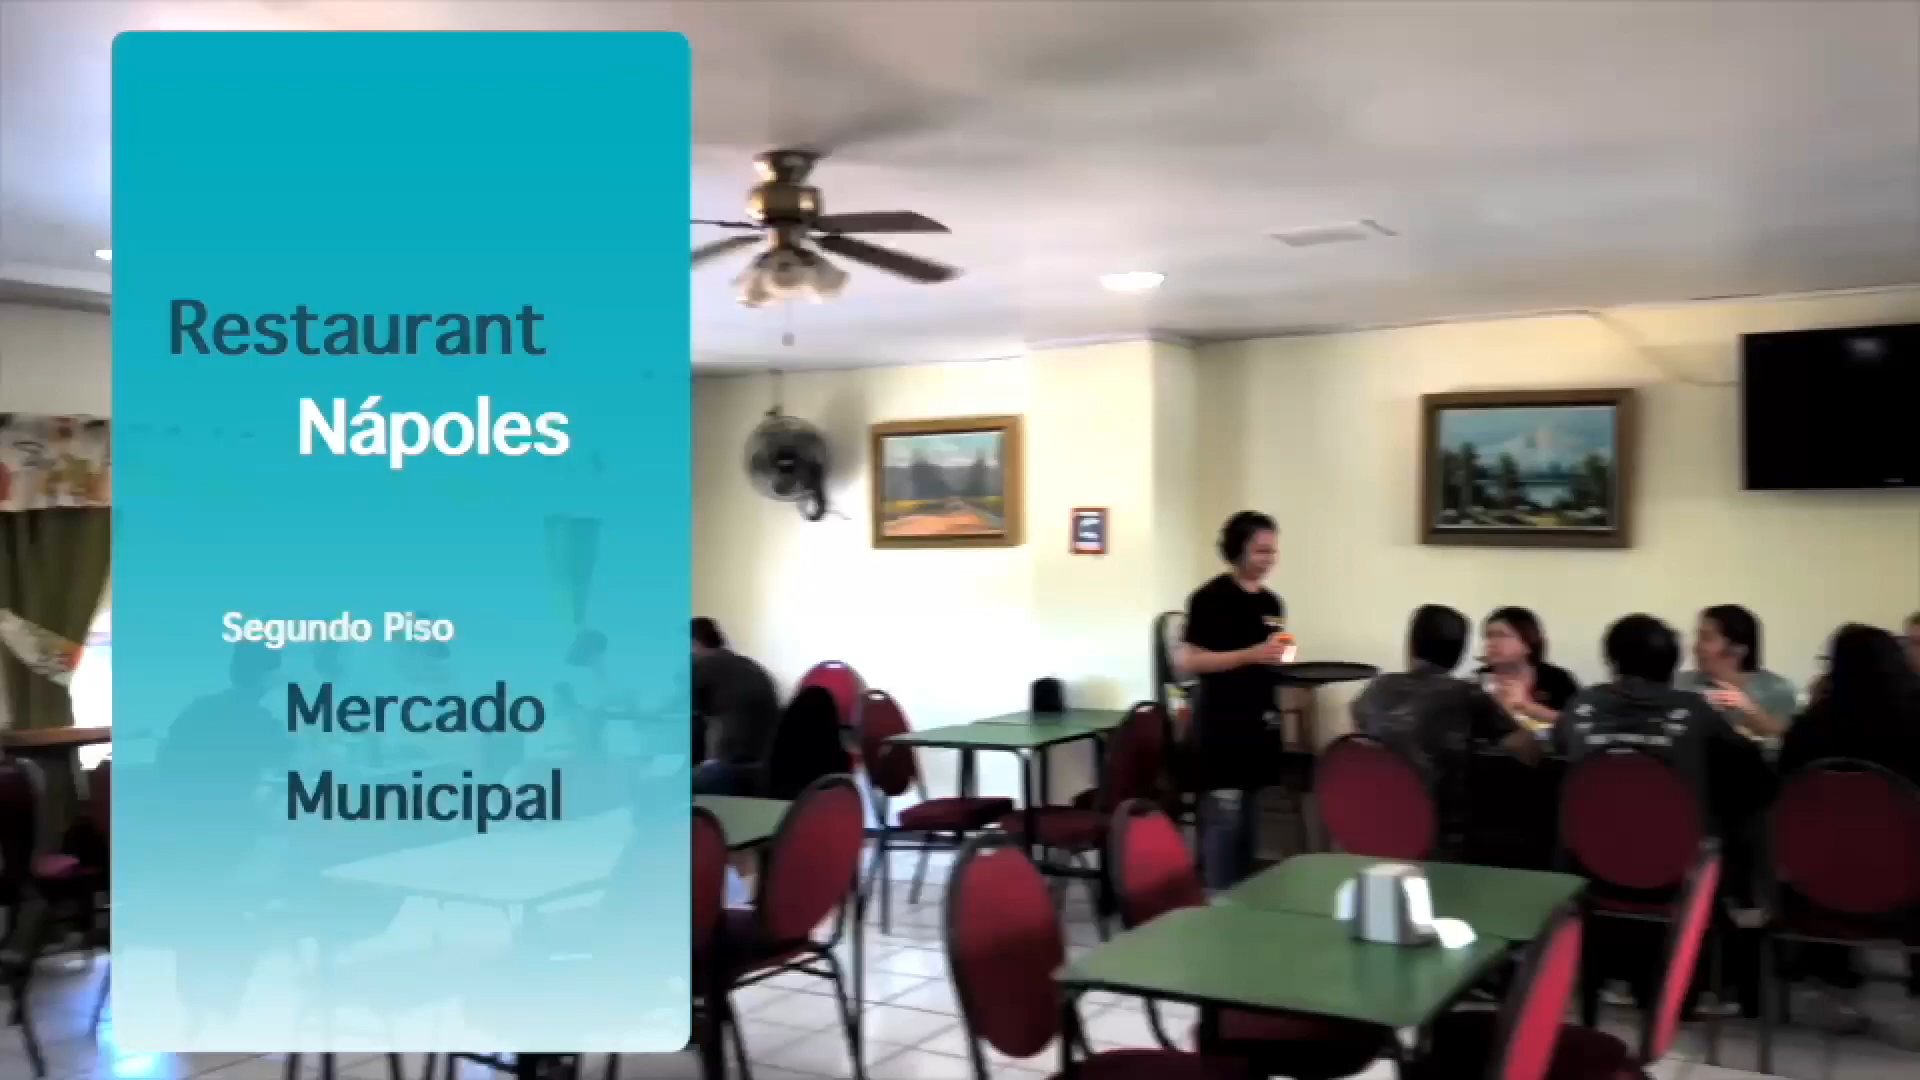 Restaurant
Nápoles
Segundo Piso
Mercado
Municipal